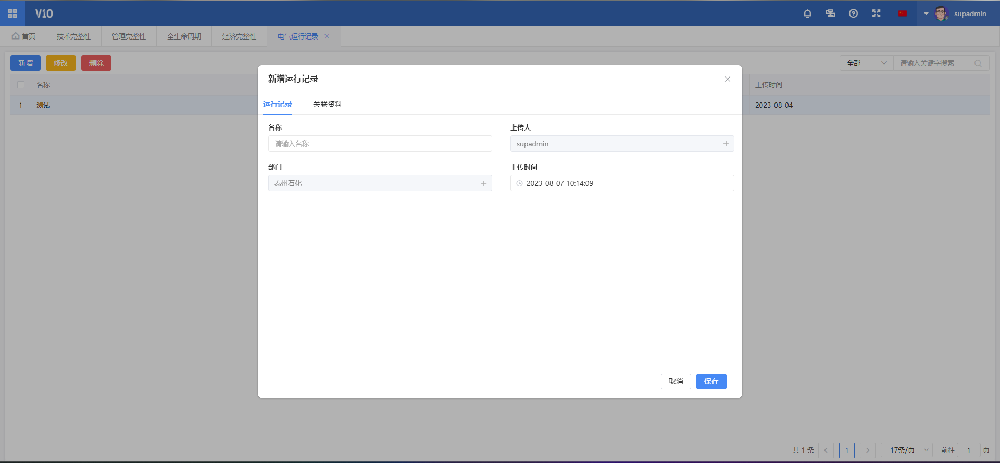 V10
supadmin
首页
技术完整性
管理完整性
全生命周期
经济完整性
电气运行记录
新增
修改
删除
全部
请输入关键字搜索
名称
上传时间
1
测试
2023-08-04
新增运行记录
运行记录
关联资料
名称
上传人
请输入名称
supadmin
部门
上传时间
泰州石化
2023-08-07 10:14:09
取消
保存
共 1 条
1
17条/页
前往
1
页